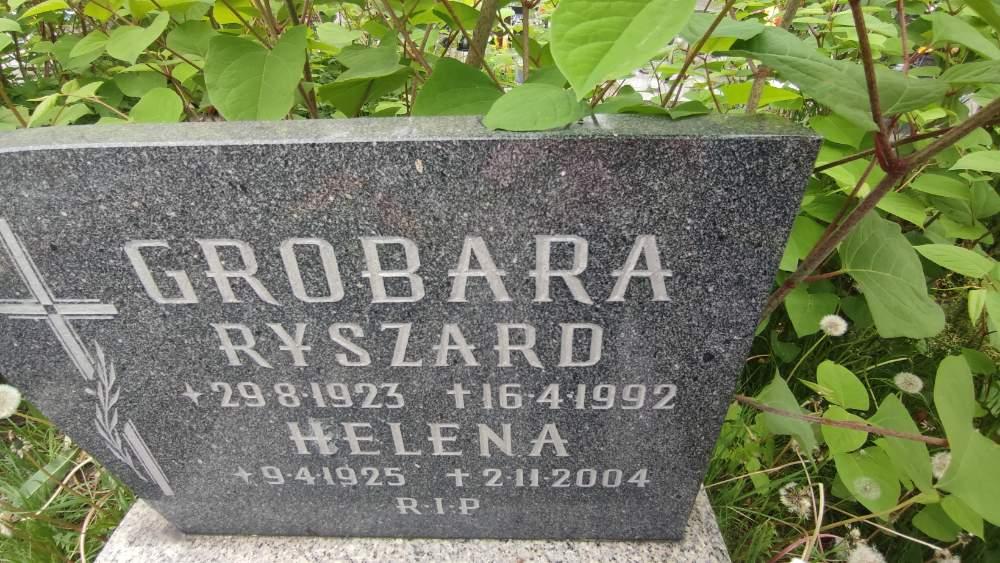 GROBARA
RYSZARD
*29·8·1923 †16·4·1992
HELENA
*9·4·1925 †2·11·2004
R·I·P